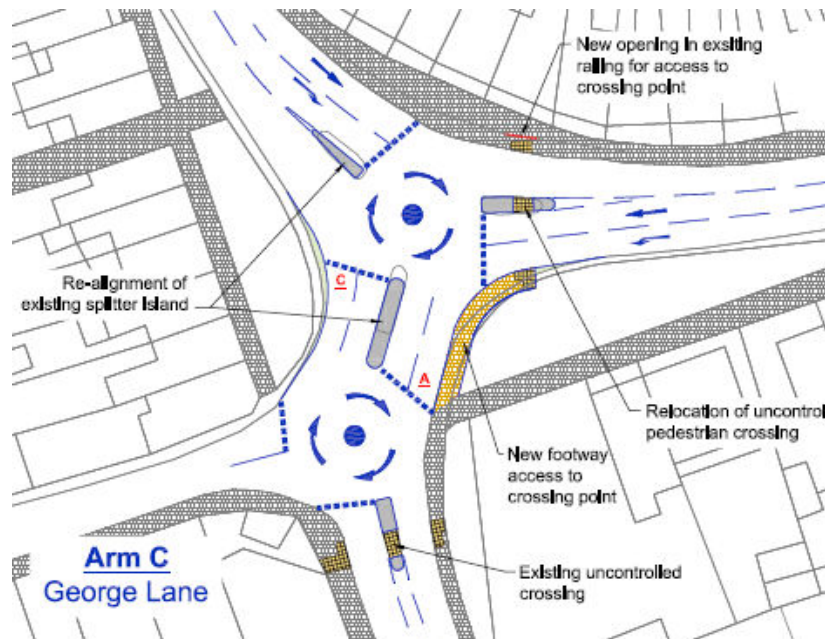 New opening in exsiting
railing for access to
crossing point
Re-alignment of
existing splitter island
C
A
Relocation of uncontrol
pedestrian crossing
New footway
access to
crossing point
Arm C
George Lane
Existing uncontrolled
crossing